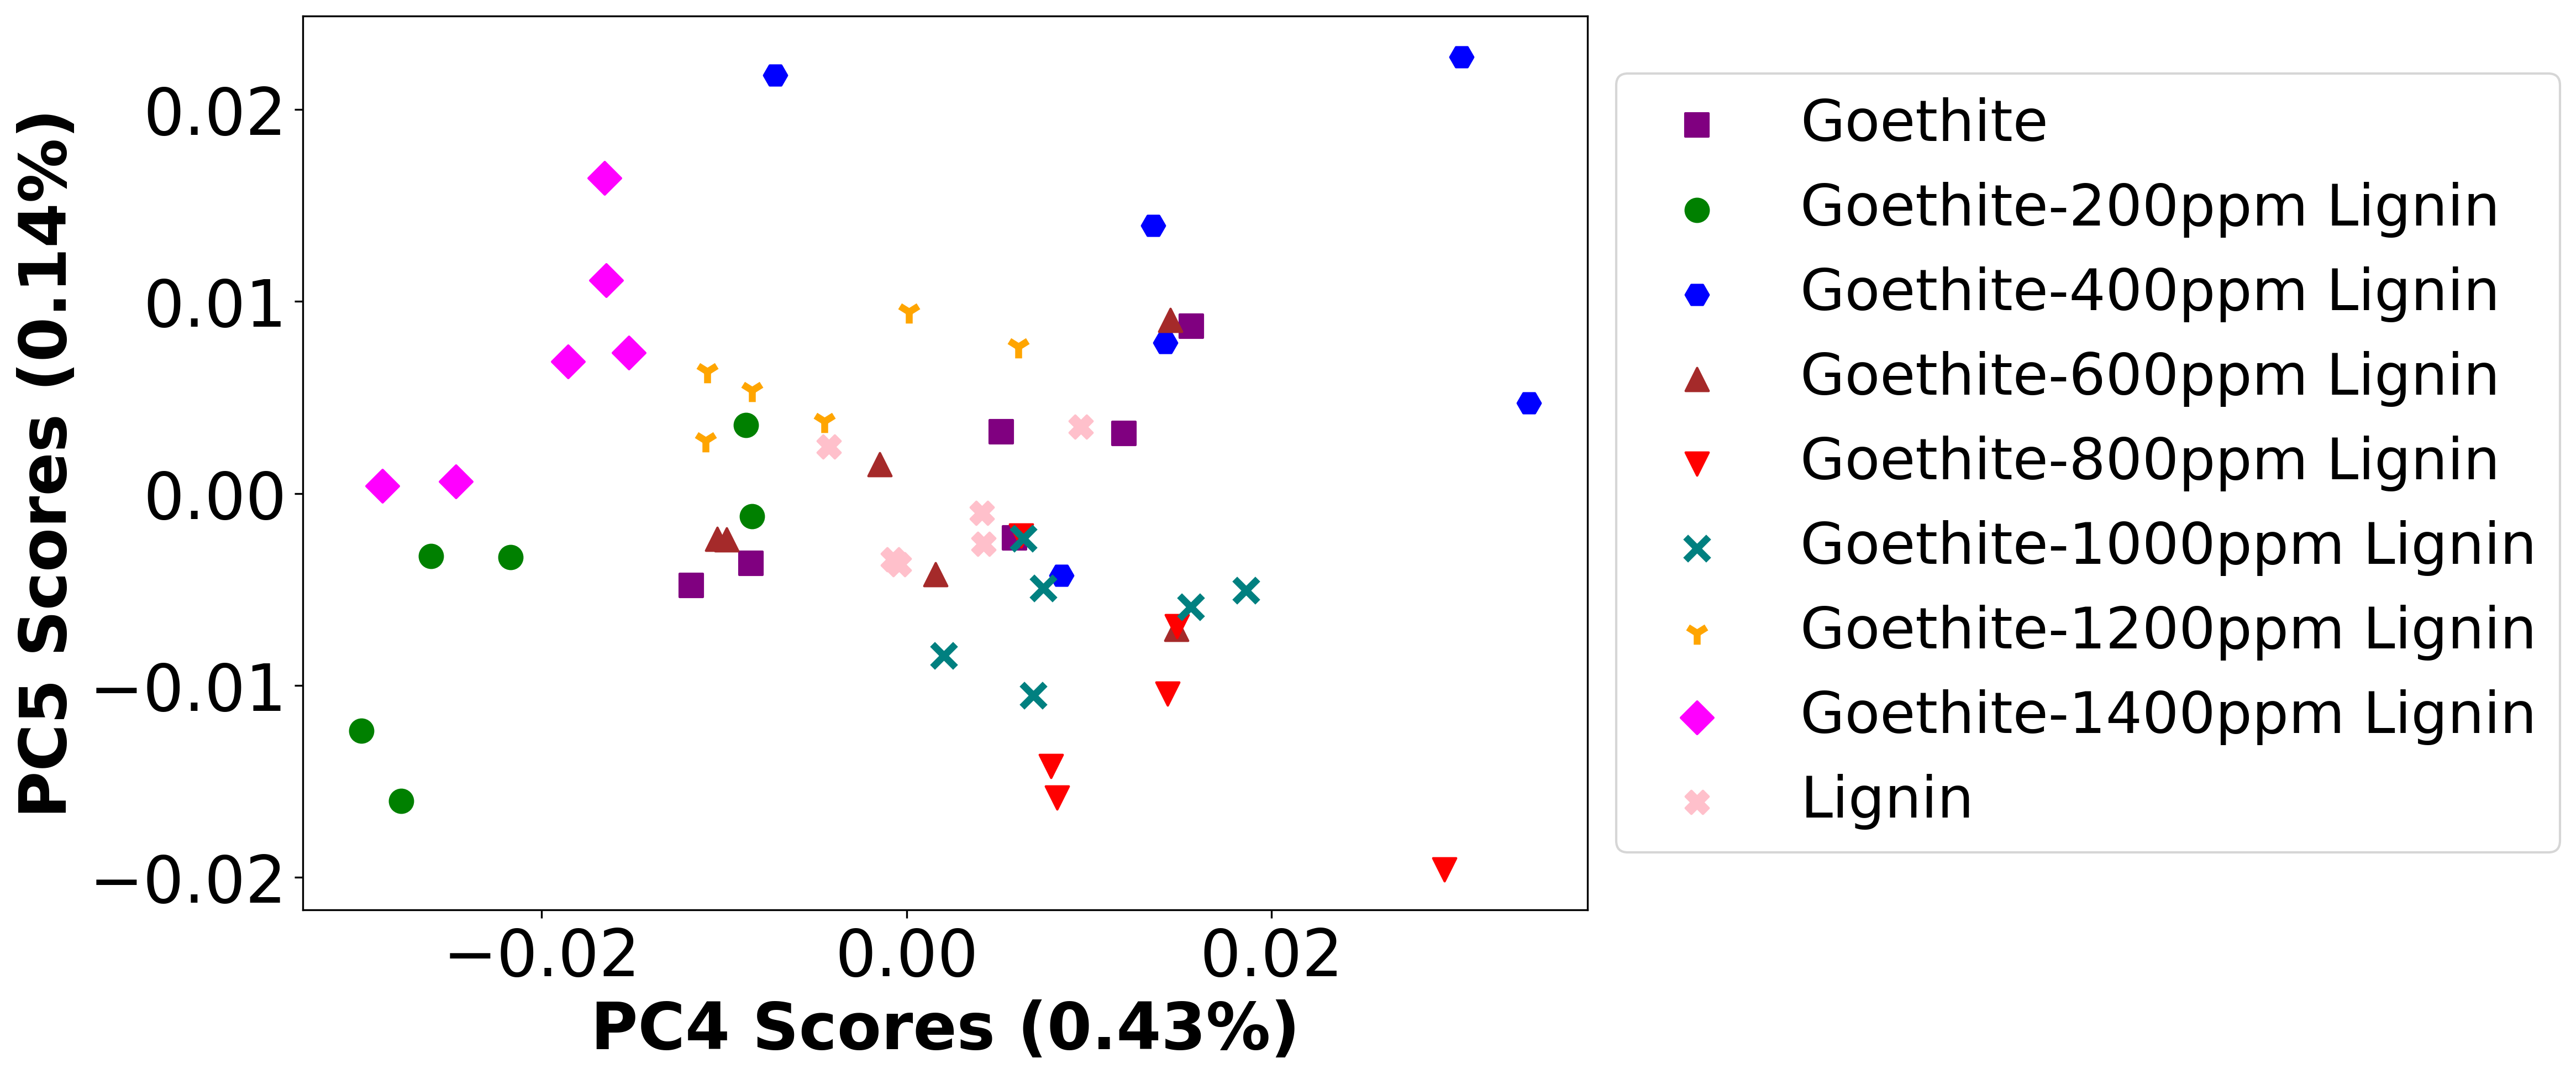 PC5 Scores (0.14%)
0.02
0.01
0.00
−0.01
−0.02
−0.02
0.00
0.02
PC4 Scores (0.43%)
Goethite
Goethite-200ppm Lignin
Goethite-400ppm Lignin
Goethite-600ppm Lignin
Goethite-800ppm Lignin
Goethite-1000ppm Lignin
Goethite-1200ppm Lignin
Goethite-1400ppm Lignin
Lignin